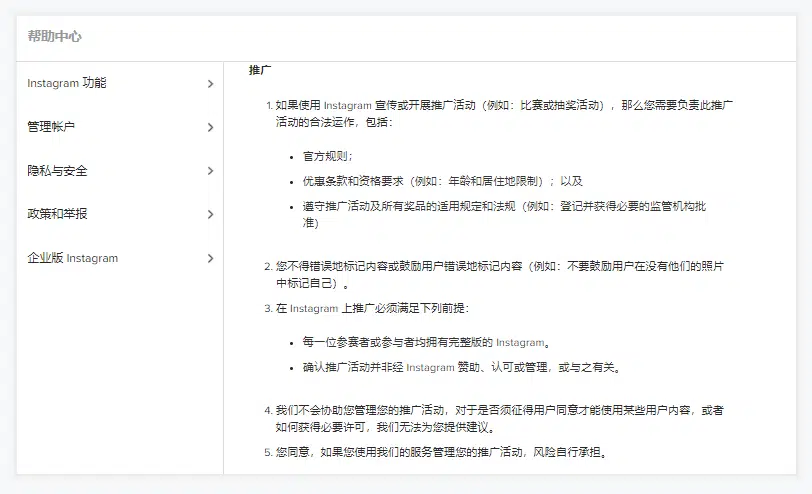 帮助中心
Instagram 功能
管理帐户
隐私与安全
政策和举报
企业版 Instagram
推广
1. 如果使用 Instagram 宣传或开展推广活动（例如：比赛或抽奖活动），那么您需要负责此推广
活动的合法运作，包括：
• 官方规则；
• 优惠条款和资格要求（例如：年龄和居住地限制）；以及
• 遵守推广活动及所有奖品的适用规定和法规（例如：登记并获得必要的监管机构批
准）
2. 您不得错误地标记内容或鼓励用户错误地标记内容（例如：不要鼓励用户在没有他们的照片
中标记自己）。
3. 在 Instagram 上推广必须满足下列前提：
• 每一位参赛者或参与者均拥有完整版的 Instagram。
• 确认推广活动并非经 Instagram 赞助、认可或管理，或与之有关。
4. 我们不会协助您管理您的推广活动，对于是否须征得用户同意才能使用某些用户内容，或者
如何获得必要许可，我们无法为您提供建议。
5. 您同意，如果您使用我们的服务管理您的推广活动，风险自行承担。